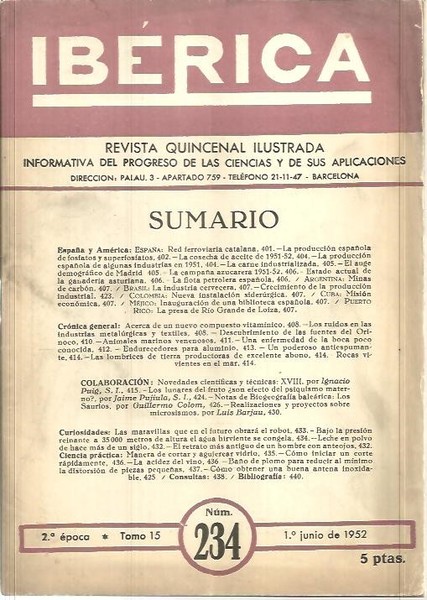 IBERICA
REVISTA QUINCENAL ILUSTRADA
INFORMATIVA DEL PROGRESO DE LAS CIENCIAS Y DE SUS APLICACIONES
DIRECCION: PALAU, 3 - APARTADO 759 - TELÉFONO 21-11-47 - BARCELONA
SUMARIO
España y América: ESPAÑA: Red ferroviaria catalana, 401.—La producción española
de fosfatos y superfosfatos, 402.—La cosecha de aceite de 1951-52, 404.—La producción
española de algunas industrias en 1951, 404.—La carne industrializada, 405.—El auge
demográfico de Madrid 405.—La campaña azucarera 1951-52, 406.—Estado actual de
la ganadería asturiana, 406.—La flota petrolera española, 406. / ARGENTINA: Minas
de carbón, 407. / BRASIL: La industria cervecera, 407.—Crecimiento de la producción
industrial, 423. / COLOMBIA: Nueva instalación siderúrgica, 407. / CUBA: Misión
económica, 407. / MÉJICO: Inauguración de una biblioteca española, 407. / PUERTO
RICO: La presa de Río Grande de Loiza, 407.
Crónica general: Acerca de un nuevo compuesto vitamínico, 408.—Los ruidos en las
industrias metalúrgicas y textiles, 408.—Descubrimiento de las fuentes del Ori-
noco, 410.—Animales marinos venenosos, 411.—Una enfermedad de la boca poco
conocida, 412.—Endurecedores para aluminio, 413.—Un poderoso antiespuman-
te, 414.—Las lombrices de tierra productoras de excelente abono, 414. Rocas vi-
vientes en el mar, 414.
COLABORACIÓN: Novedades científicas y técnicas: XVIII, por Ignacio
Puig, S. I., 415.—Los lunares del fruto ¿son efecto del psiquismo mater-
no?, por Jaime Pujiula, S. I., 424.—Notas de Biogeografía baleárica: Los
Saurios, por Guillermo Colom, 426.—Realizaciones y proyectos sobre
microsismos, por Luis Barjau, 430.
Curiosidades: Las maravillas que en el futuro obrará el robot, 433.—Bajo la presión
reinante a 35 000 metros de altura el agua hirviente se congela, 434.—Leche en polvo
de hace más de un siglo, 432.—El retrato más antiguo de un hombre con anteojos, 432.
Ciencia práctica: Manera de cortar y agujerear vidrio, 435.—Cómo iniciar un corte
rápidamente, 436.—La acidez del vino, 436—Baño de plomo para reducir al mínimo
la distorsión de piezas pequeñas, 437.—Cómo obtener una buena antena inoxida-
ble, 425. / Consultas: 438. / Bibliografía: 440.
Núm.
2.ª época * Tomo 15
234
1.º junio de 1952
5 ptas.